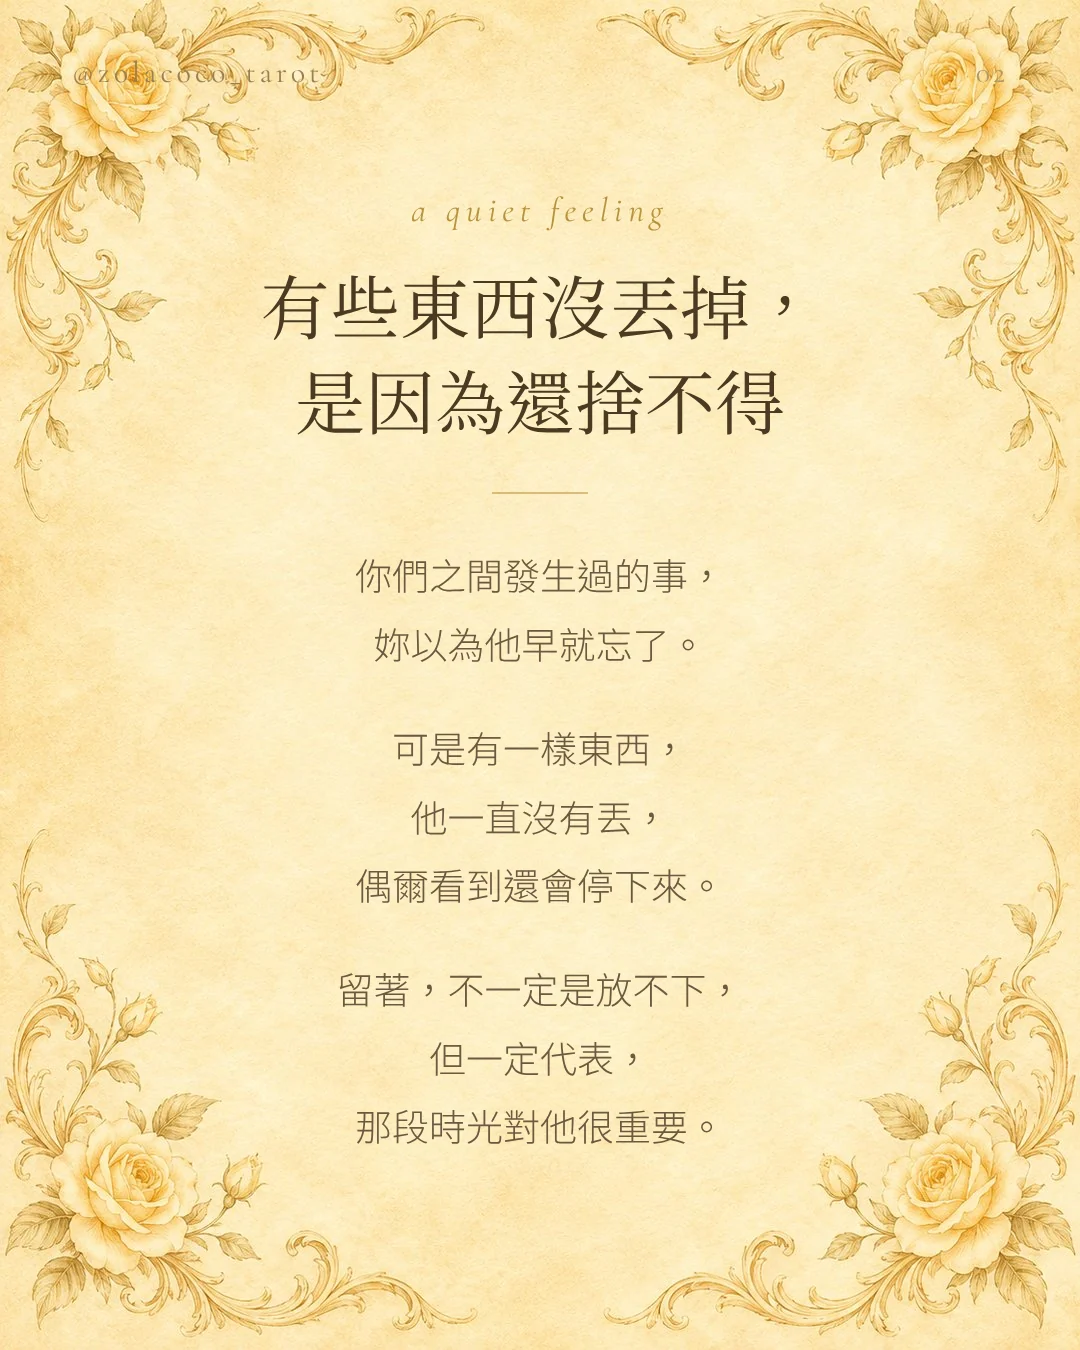 @zolacoco_tarot
02
a quiet feeling
有些東西沒丟掉，
是因為還捨不得
你們之間發生過的事，
妳以為他早就忘了。
可是有一樣東西，
他一直沒有丟，
偶爾看到還會停下來。
留著，不一定是放不下，
但一定代表，
那段時光對他很重要。